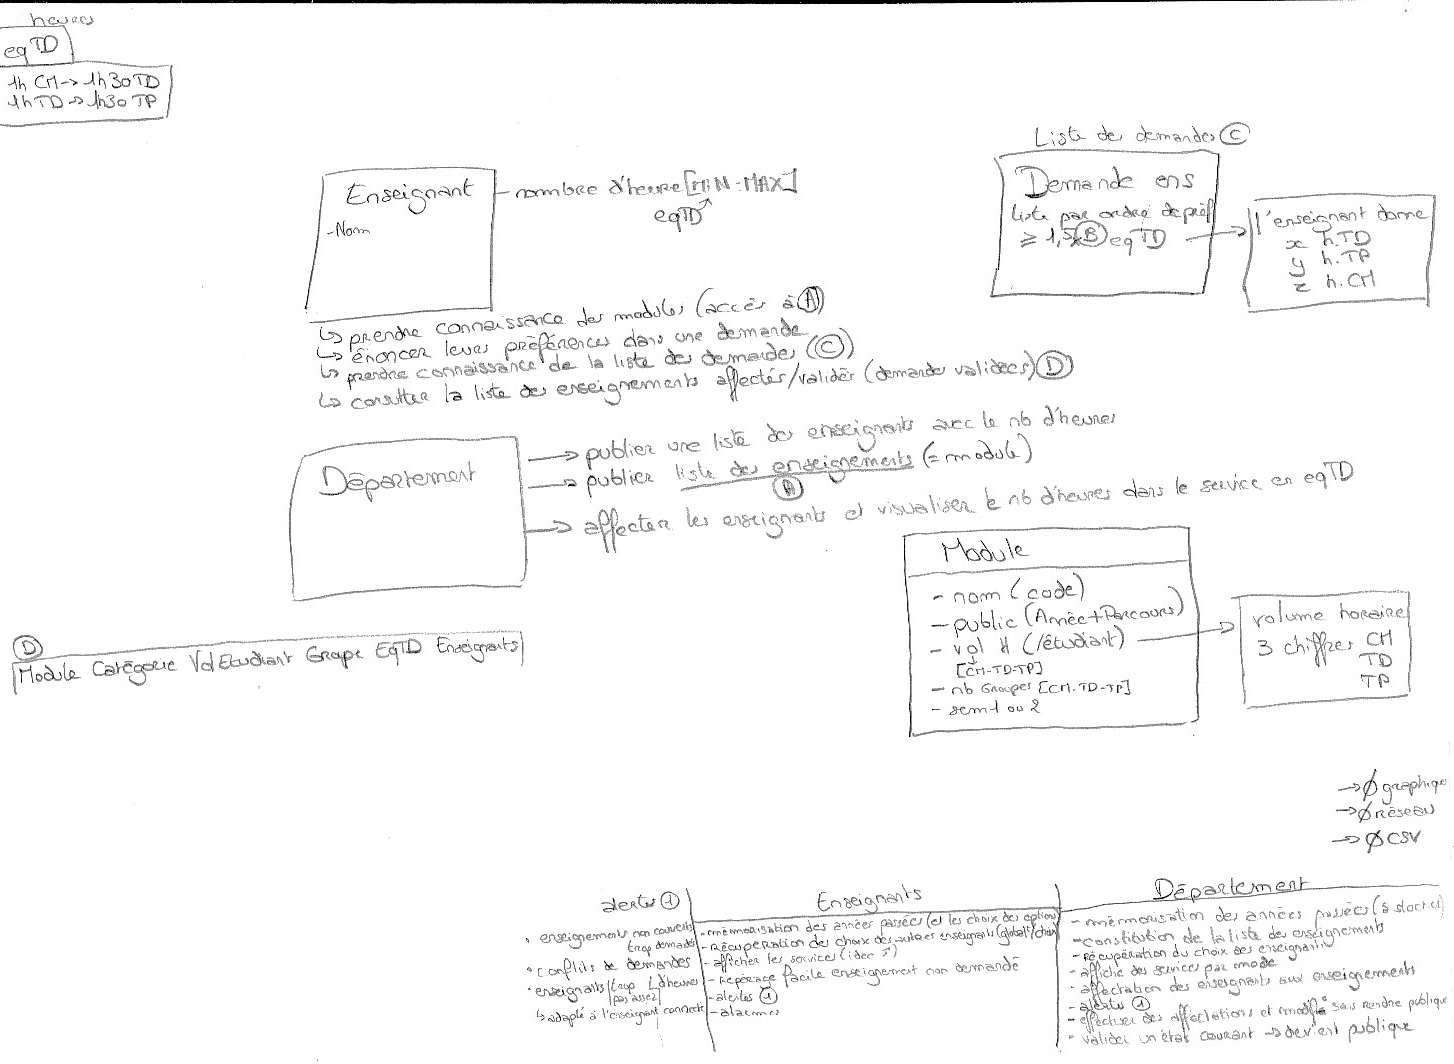 heures
eqTD
1h CM → 1h30 TD
1h TD → 1h30 TP
Liste des demandes Ⓒ
Enseignant
-Nom
nombre d'heure [MIN-MAX]
eqTD
Demande ens
Liste par ordre de préf
≥ 1,5 Ⓑ eqTD
l'enseignant donne
x h.TD
y h.TP
z h.CM
↳ prendre connaissance des modules (accès à Ⓐ)
↳ énoncer leurs préférences dans une demande
↳ prendre connaissance de la liste des demandes (Ⓒ)
↳ consulter la liste des enseignements affectés/validés (demandes validées) Ⓓ
Département
→ publier une liste des enseignants avec le nb d'heures
→ publier liste des enseignements (= module)
Ⓐ
→ affecter les enseignants et visualiser le nb d'heures dans le service en eqTD
Module
- nom (code)
- public (Année+Parcours)
- vol H (/étudiant)
[CM-TD-TP]
- nb Groupes [CM-TD-TP]
- sem 1 ou 2
volume horaire
3 chiffres CM
TD
TP
Ⓓ
Module Catégorie Vol Etudiant Groupe EqTD Enseignants
→ Ø graphique
→ Ø réseau
→ Ø CSV
alertes ①
• enseignements non couverts
trop demandés
• conflits de demandes
• enseignants/trop d'heures
/pas assez
↳ adapté à l'enseignant connecté
Enseignants
- mémorisation des années passées (et les choix des options
- Récupération des choix des autres enseignants (global°/
- afficher les services (idec
- Repérage facile enseignement non demandé
- alertes ①
- alarmes
Département
- mémorisation des années passées (
- constitution de la liste des enseignements
- récupération du choix des enseignants
- affiche des services par mode
- affectation des enseignants aux enseignements
- alertes ①
- effectuer des affectations et modif° sans rendre publique
- valider un état courant → devient publique